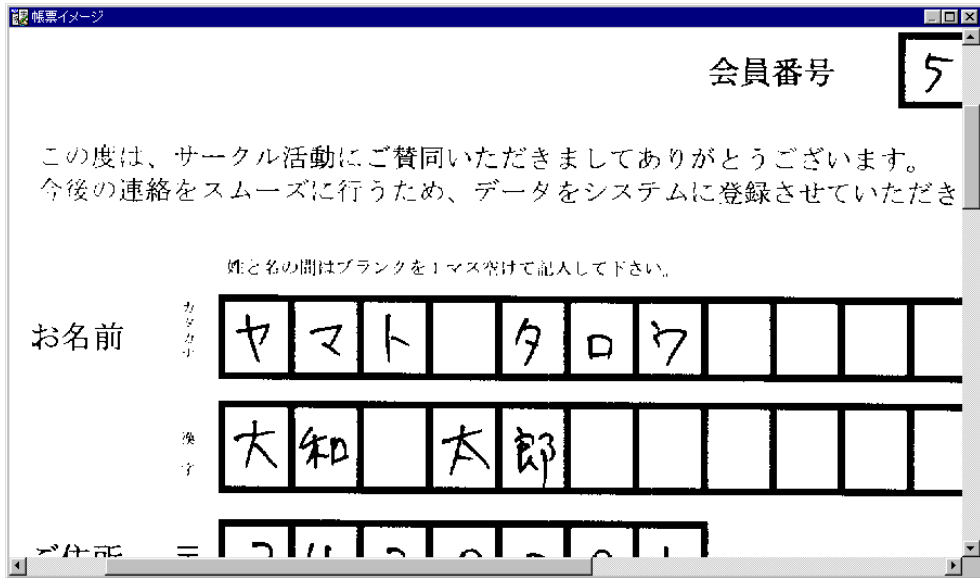 帳票イメージ
会員番号 5
この度は、サークル活動にご賛同いただきましてありがとうございます。
今後の連絡をスムーズに行うため、データをシステムに登録させていただき
姓と名の間はブランクを1マス空けて記入して下さい。
お名前 カタカナ ヤマト タロウ
漢字 大和 太郎
ご住所 〒